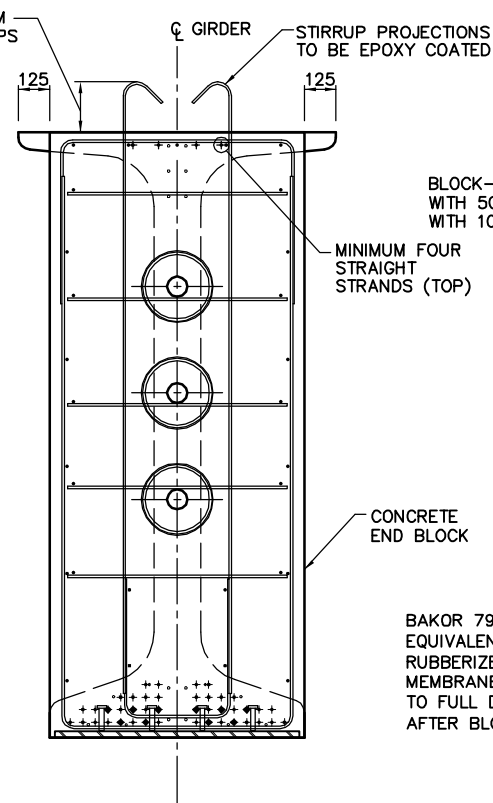 M
PS
℄ GIRDER
STIRRUP PROJECTIONS
TO BE EPOXY COATED
125
125
BLOCK-
WITH 50
WITH 10
MINIMUM FOUR
STRAIGHT
STRANDS (TOP)
CONCRETE
END BLOCK
BAKOR 79
EQUIVALEN
RUBBERIZE
MEMBRANE
TO FULL D
AFTER BLO